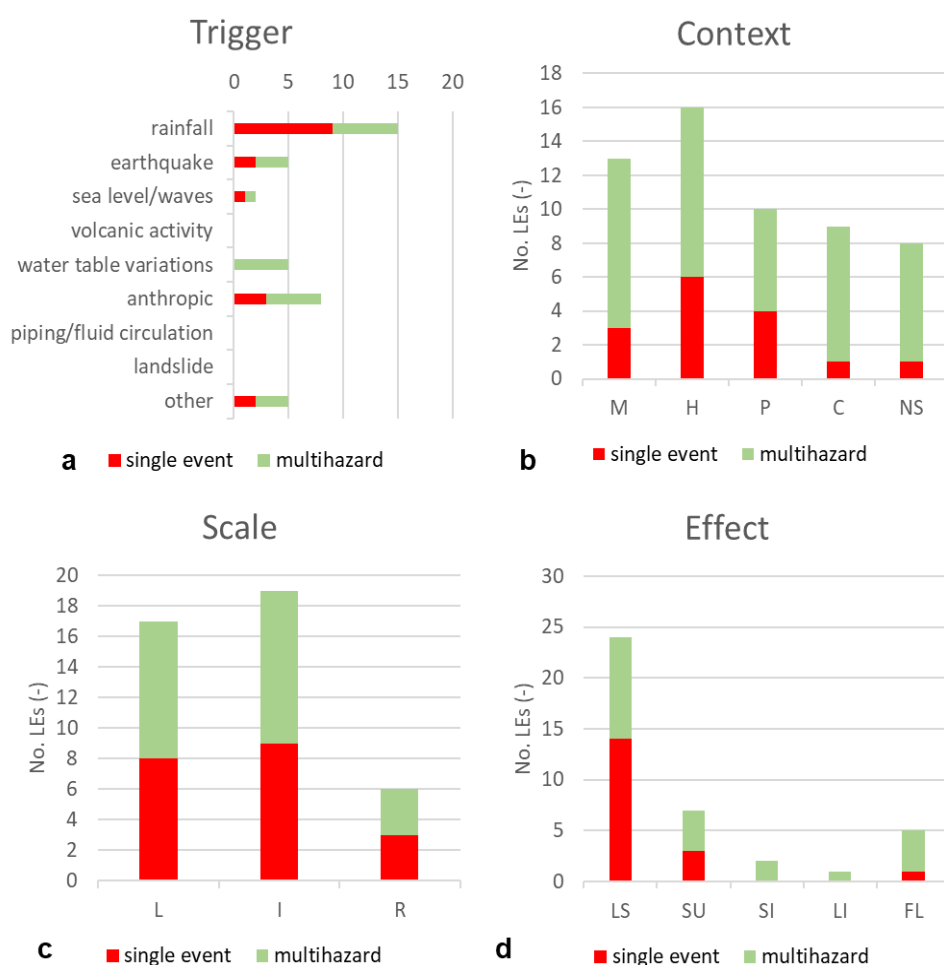 Trigger
0 5 10 15 20
rainfall
earthquake
sea level/waves
volcanic activity
water table variations
anthropic
piping/fluid circulation
landslide
other
a single event multihazard
Context
No. LEs (-)
18
16
14
12
10
8
6
4
2
0
M H P C NS
b single event multihazard
Scale
No. LEs (-)
20
18
16
14
12
10
8
6
4
2
0
L I R
c single event multihazard
Effect
No. LEs (-)
30
25
20
15
10
5
0
LS SU SI LI FL
d single event multihazard